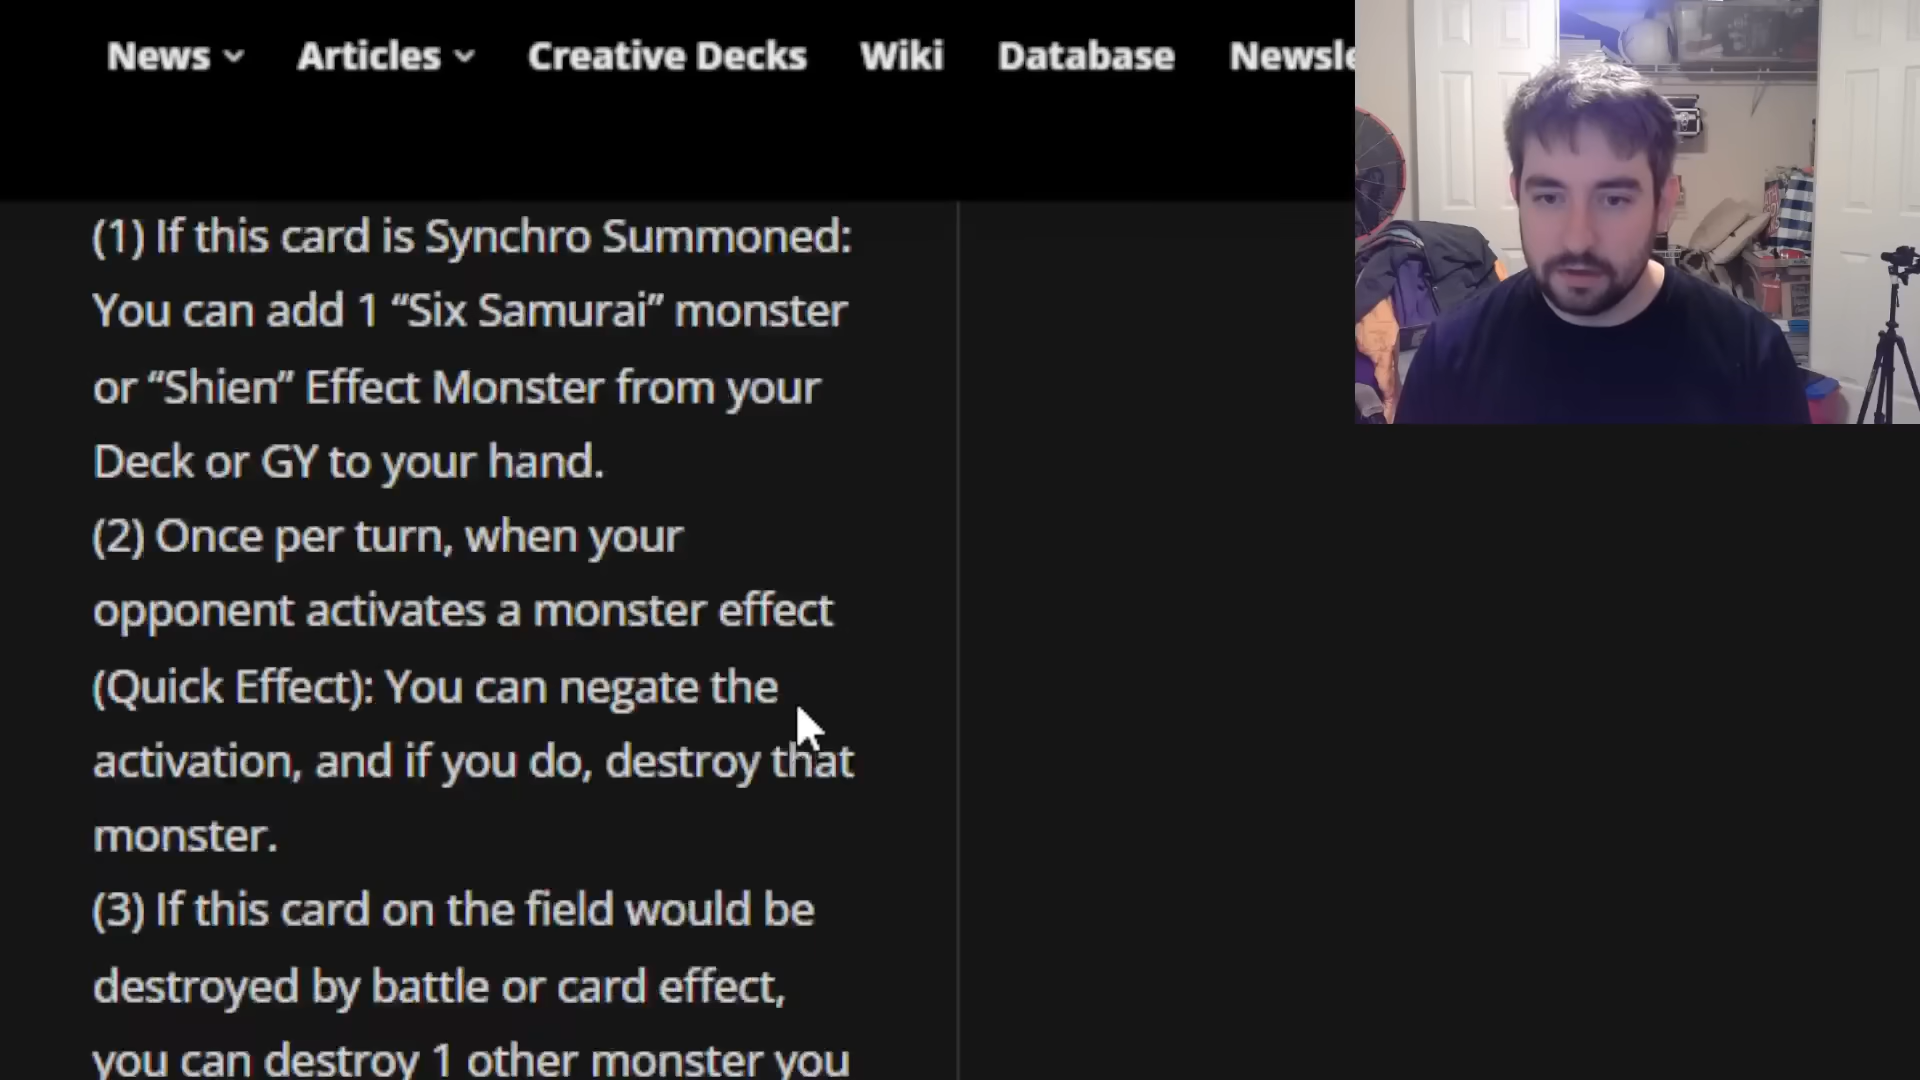 News Articles Creative Decks Wiki Database
(1) If this card is Synchro Summoned:
You can add 1 “Six Samurai” monster
or “Shien” Effect Monster from your
Deck or GY to your hand.
(2) Once per turn, when your
opponent activates a monster effect
(Quick Effect): You can negate the
activation, and if you do, destroy that
monster.
(3) If this card on the field would be
destroyed by battle or card effect,
you can destroy 1 other monster you